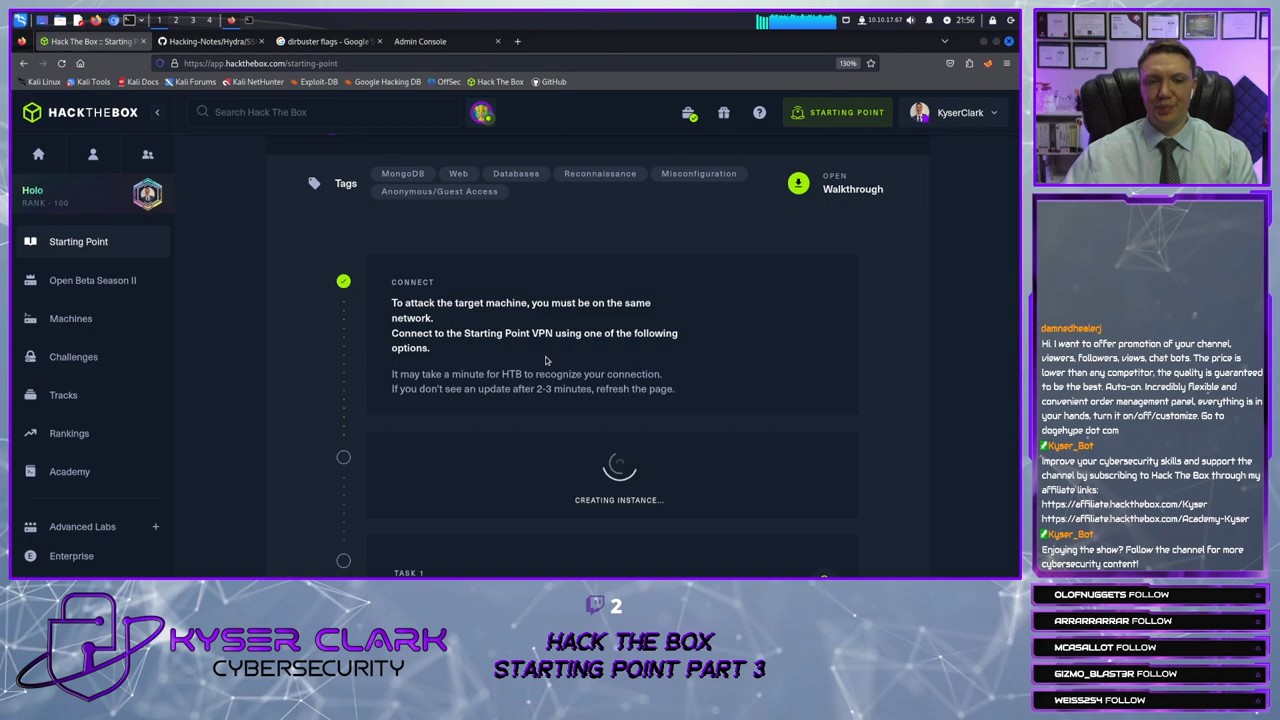 1 2 3 4
10.10.17.67
21:56
Hack The Box :: Starting P
Hacking-Notes/Hydra/SS
dirbuster flags - Googl
Admin Console
https://app.hackthebox.com/starting-point
130%
Kali Linux Kali Tools Kali Docs Kali Forums Kali NetHunter Exploit-DB Google Hacking DB OffSec Hack The Box GitHub
HACKTHEBOX
Search Hack The Box
STARTING POINT
KyserClark
Holo
RANK - 100
Starting Point
Open Beta Season II
Machines
Challenges
Tracks
Rankings
Academy
Advanced Labs
Enterprise
Tags
MongoDB Web Databases Reconnaissance Misconfiguration
Anonymous/Guest Access
OPEN
Walkthrough
CONNECT
To attack the target machine, you must be on the same
network.
Connect to the Starting Point VPN using one of the following
options.
It may take a minute for HTB to recognize your connection.
If you don't see an update after 2-3 minutes, refresh the page.
CREATING INSTANCE...
TASK 1
damnedhealerj
Hi. I want to offer promotion of your channel,
viewers, followers, views, chat bots. The price is
lower than any competitor, the quality is guaranteed
to be the best. Auto-on. Incredibly flexible and
convenient order management panel, everything is in
your hands, turn it on/off/customize. Go to
dogehype dot com
Kyser_Bot
Improve your cybersecurity skills and support the
channel by subscribing to Hack The Box through my
affiliate links:
https://affiliate.hackthebox.com/Kyser
https://affiliate.hackthebox.com/Academy-Kyser
Kyser_Bot
Enjoying the show? Follow the channel for more
cybersecurity content!
OLOFNUGGETS FOLLOW
ARRARRARRAR FOLLOW
MCASALLOT FOLLOW
GIZMO_BLAST3R FOLLOW
WEISS254 FOLLOW
KYSER CLARK
CYBERSECURITY
2
HACK THE BOX
STARTING POINT PART 3